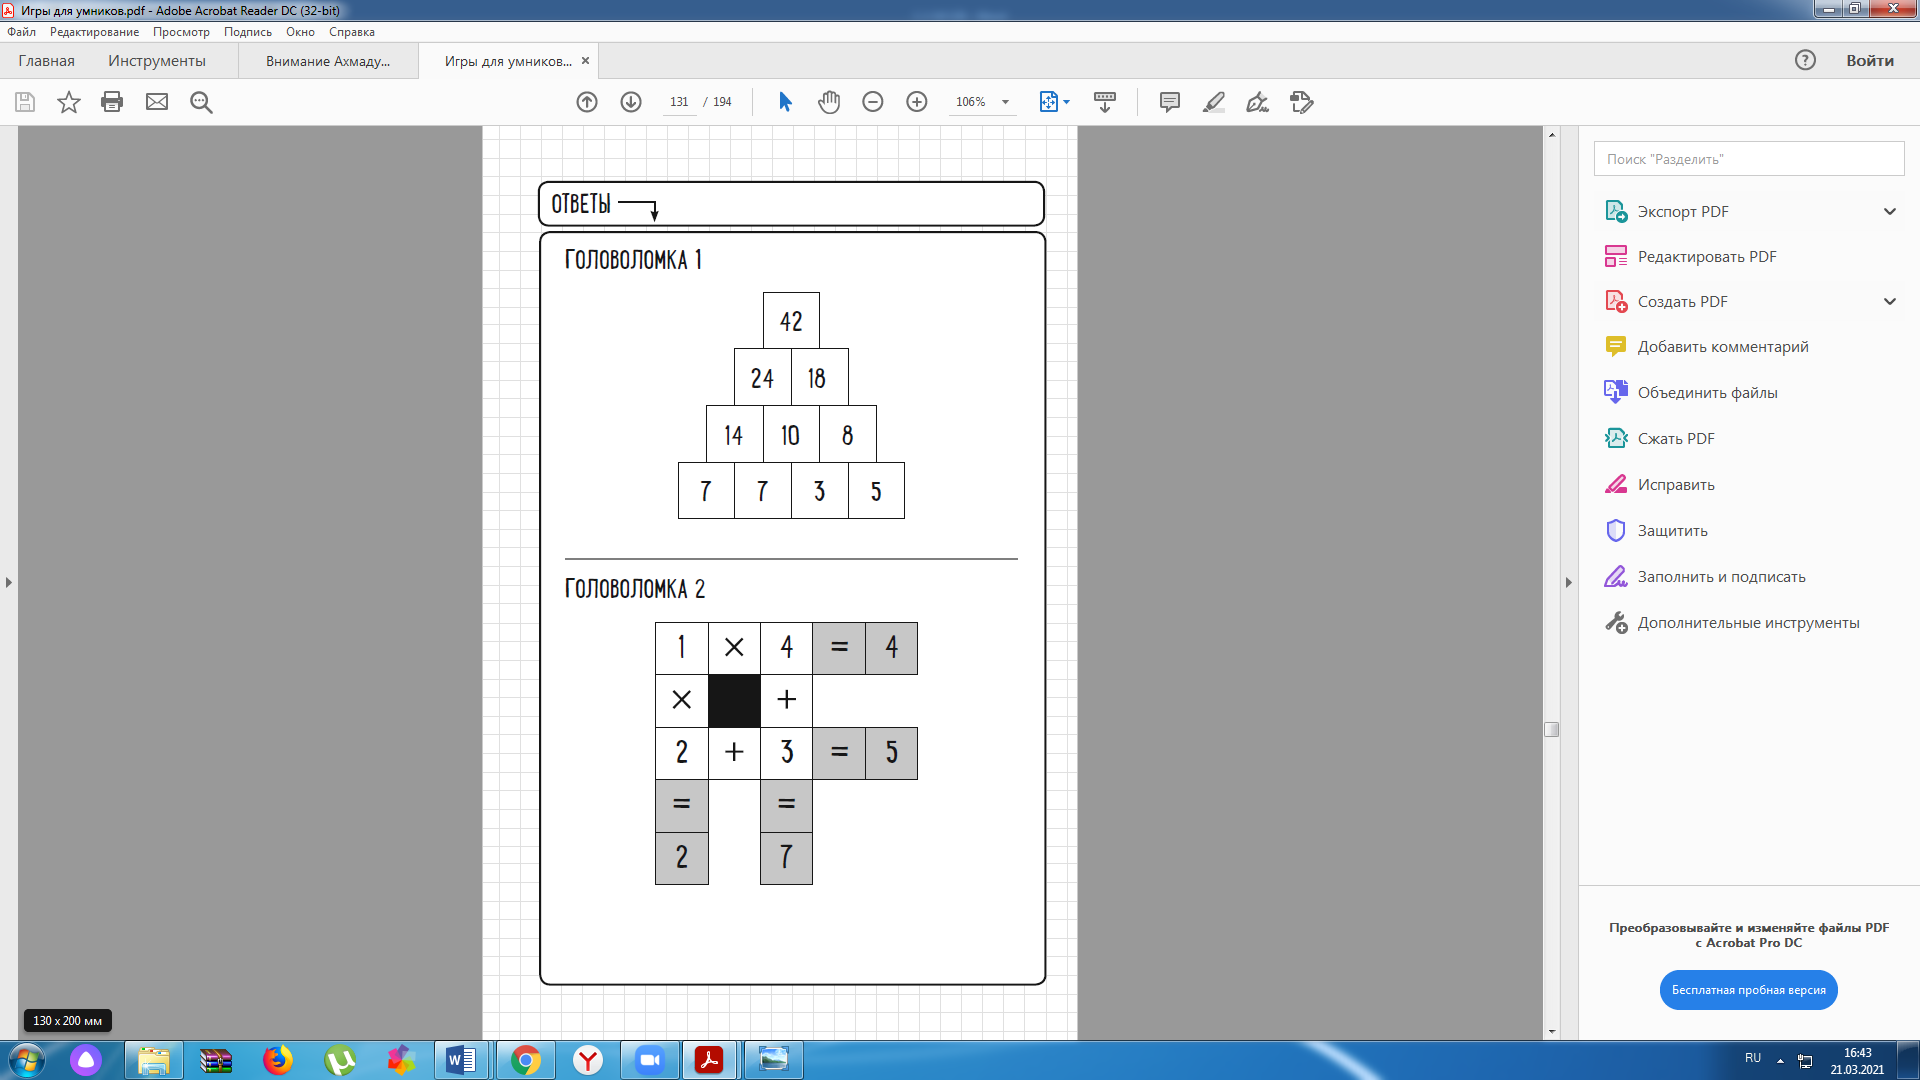 Игры для умников.pdf - Adobe Acrobat Reader DC (32-bit)
Файл Редактирование Просмотр Подпись Окно Справка
Главная Инструменты Внимание Ахмаду... Игры для умников... × Войти
131 / 194 106%
Поиск "Разделить"
Экспорт PDF
Редактировать PDF
Создать PDF
Добавить комментарий
Объединить файлы
Сжать PDF
Исправить
Защитить
Заполнить и подписать
Дополнительные инструменты
Преобразовывайте и изменяйте файлы PDF
с Acrobat Pro DC
Бесплатная пробная версия
ОТВЕТЫ
ГОЛОВОЛОМКА 1
42
24 18
14 10 8
7 7 3 5
ГОЛОВОЛОМКА 2
1 × 4 = 4
× +
2 + 3 = 5
= =
2 7
130 x 200 мм
RU 16:43
21.03.2021